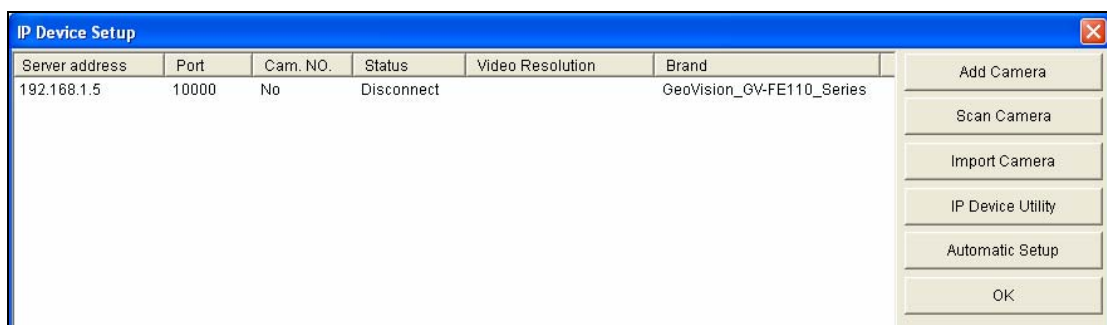 IP Device Setup
Server address Port Cam. NO. Status Video Resolution Brand
192.168.1.5 10000 No Disconnect GeoVision_GV-FE110_Series
Add Camera
Scan Camera
Import Camera
IP Device Utility
Automatic Setup
OK